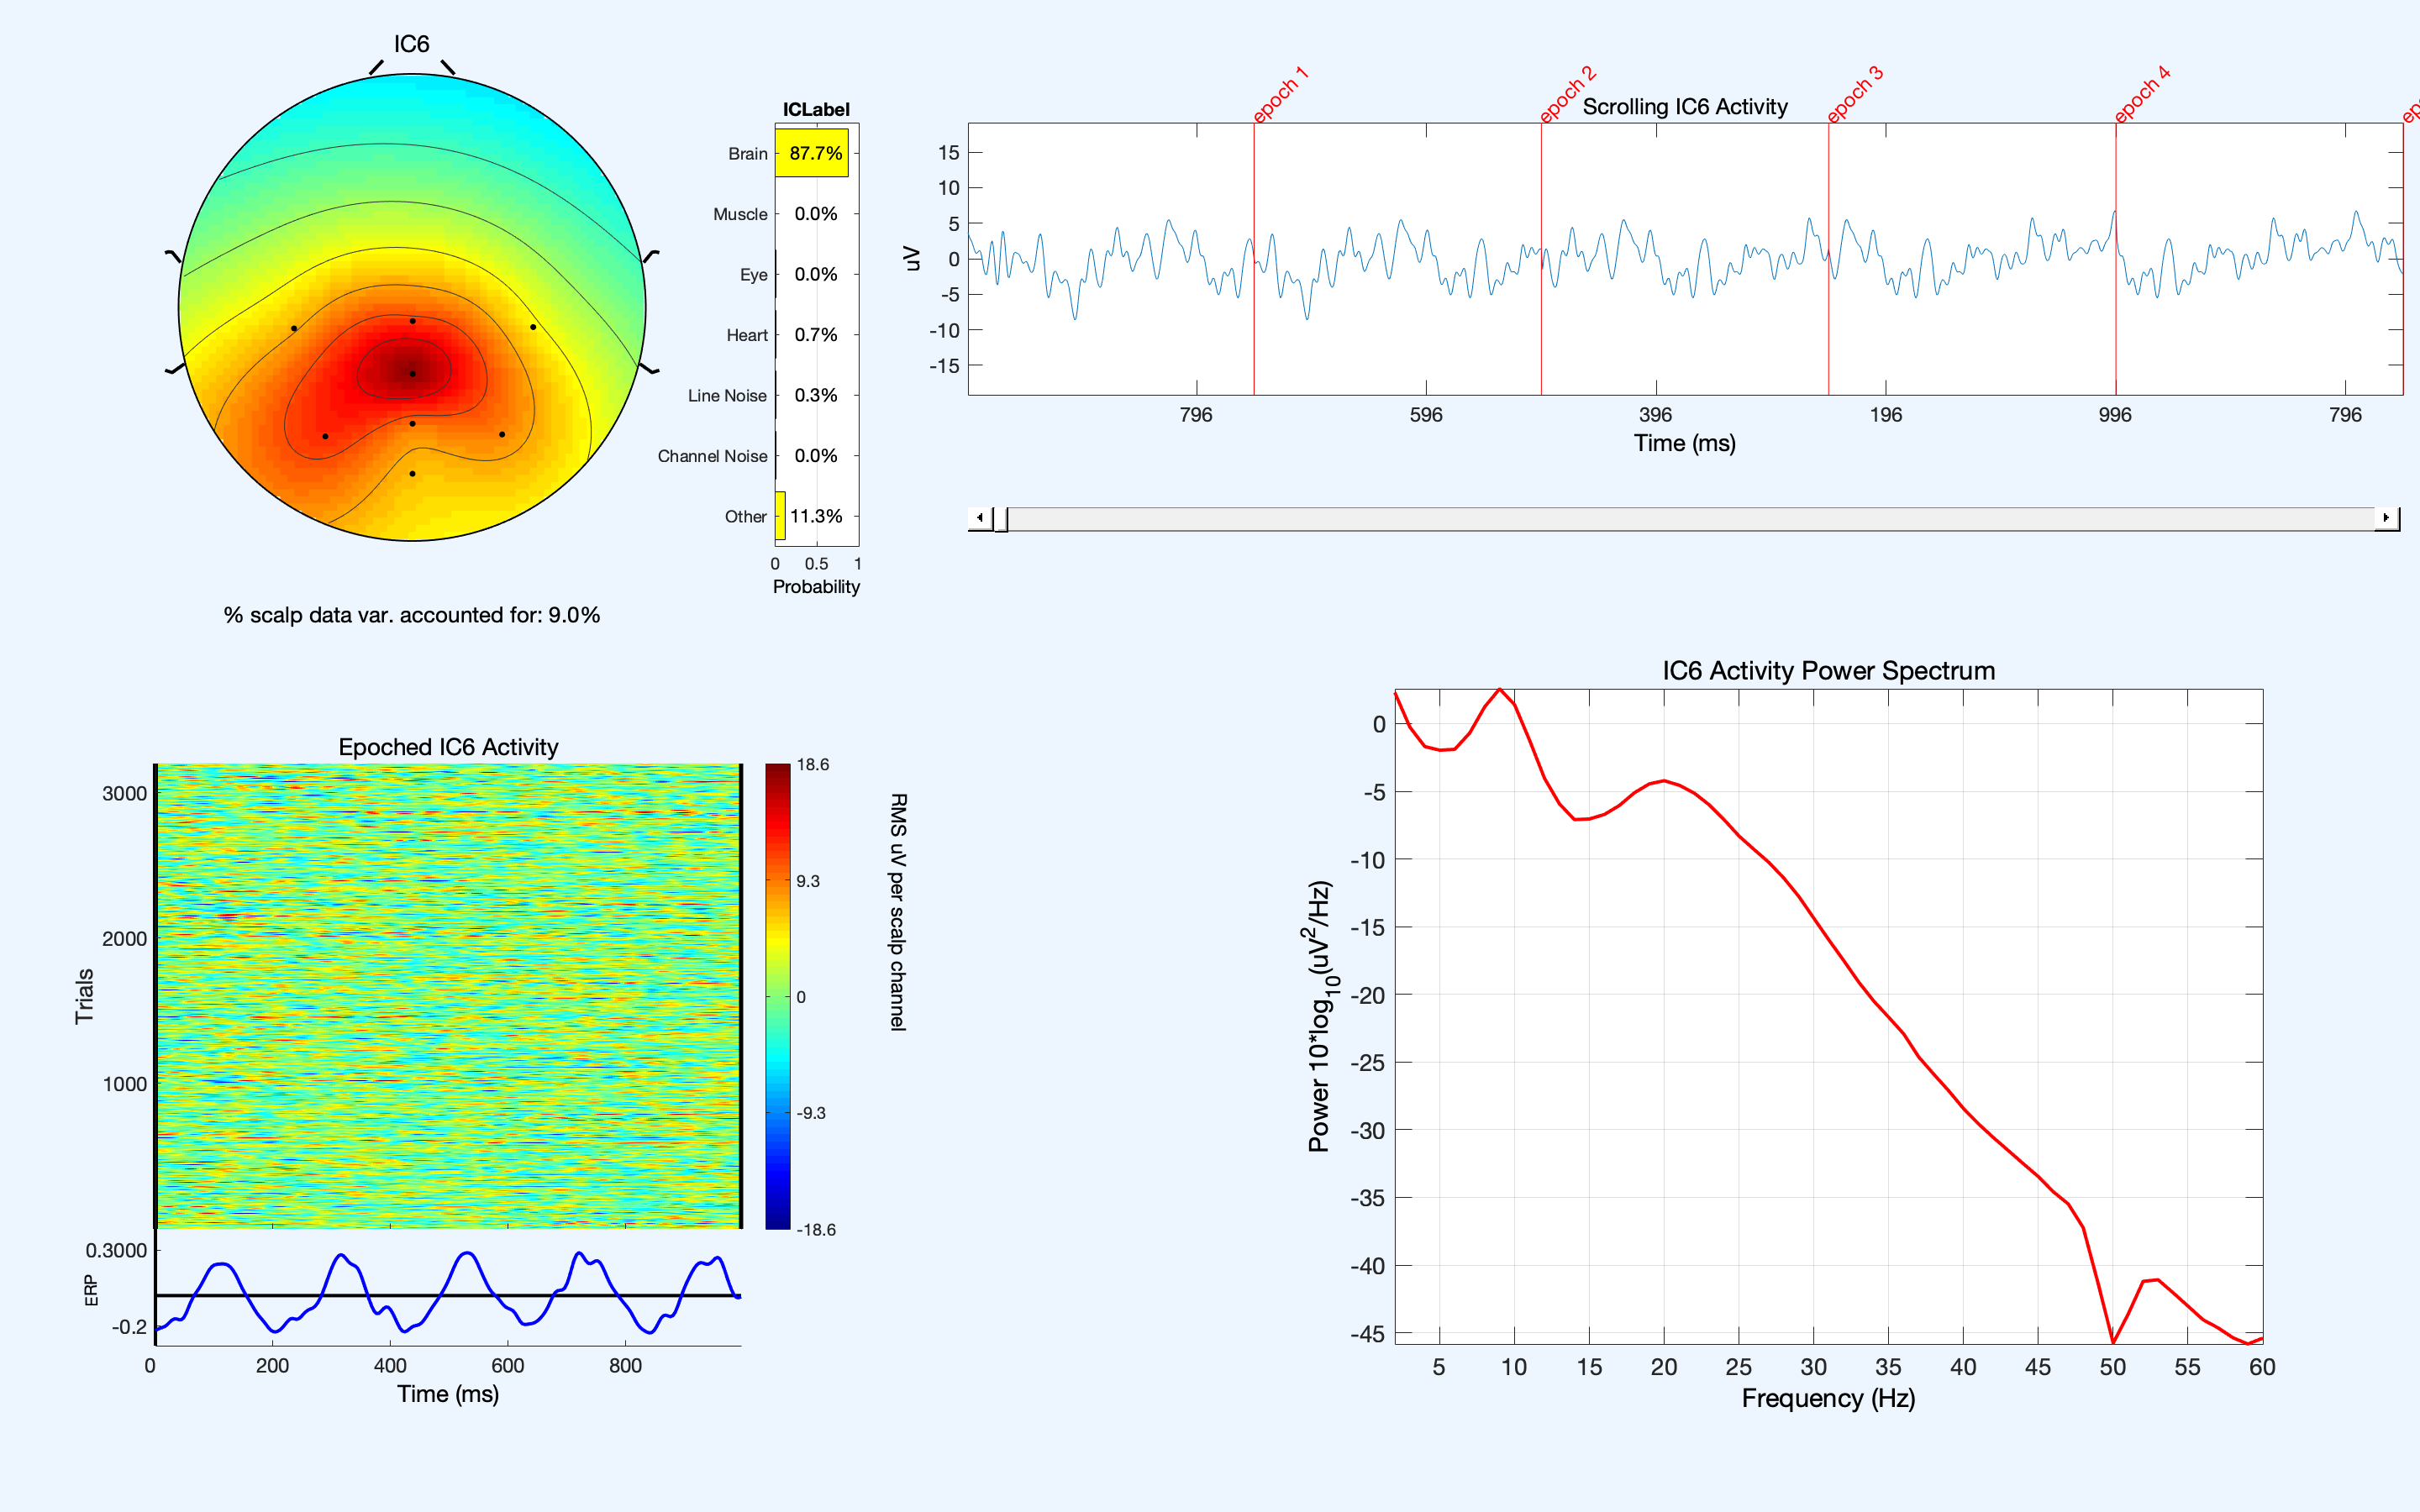 IC6
ICLabel
Brain 87.7%
Muscle 0.0%
Eye 0.0%
Heart 0.7%
Line Noise 0.3%
Channel Noise 0.0%
Other 11.3%
0 0.5 1
Probability
% scalp data var. accounted for: 9.0%
epoch 1
epoch 2
epoch 3
epoch 4
Scrolling IC6 Activity
uV
15
10
5
0
-5
-10
-15
796 596 396 196 996 796
Time (ms)
Epoched IC6 Activity
Trials
3000
2000
1000
18.6
9.3
0
-9.3
-18.6
RMS uV per scalp channel
ERP
0.3000
-0.2
0 200 400 600 800
Time (ms)
IC6 Activity Power Spectrum
Power 10*log10(uV2/Hz)
0
-5
-10
-15
-20
-25
-30
-35
-40
-45
5 10 15 20 25 30 35 40 45 50 55 60
Frequency (Hz)